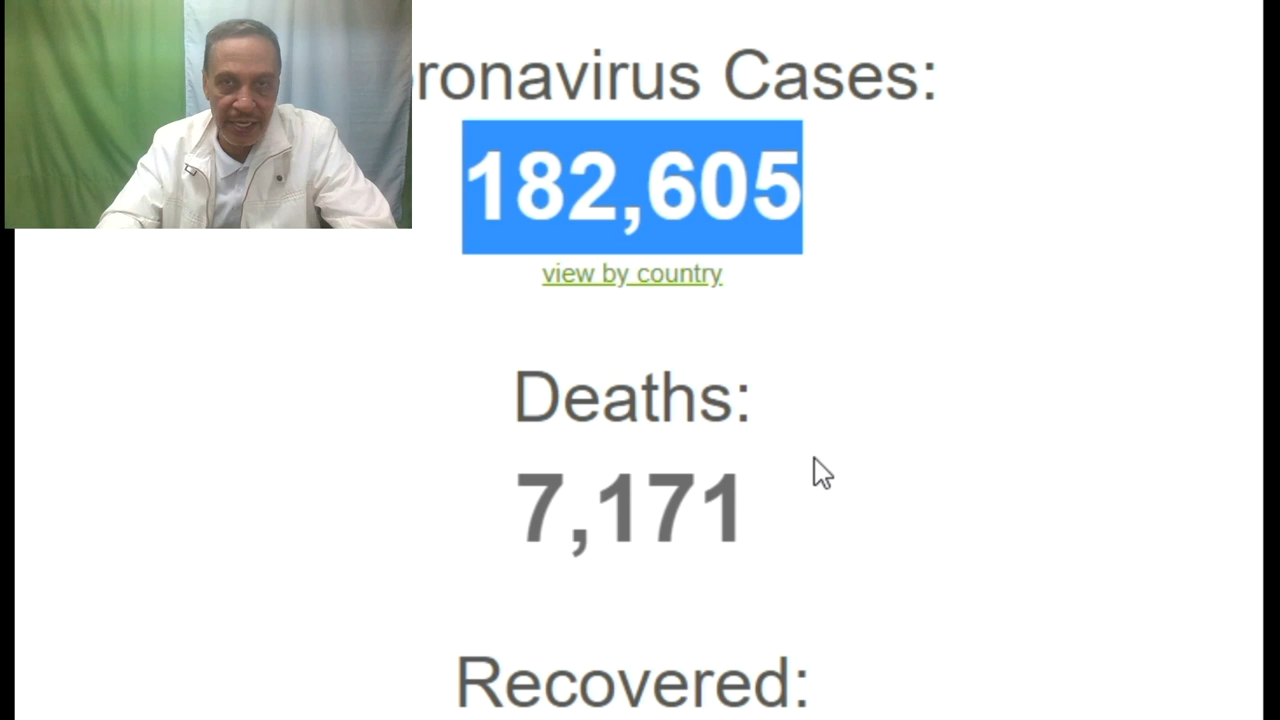 ronavirus Cases:
182,605
view by country
Deaths:
7,171
Recovered: